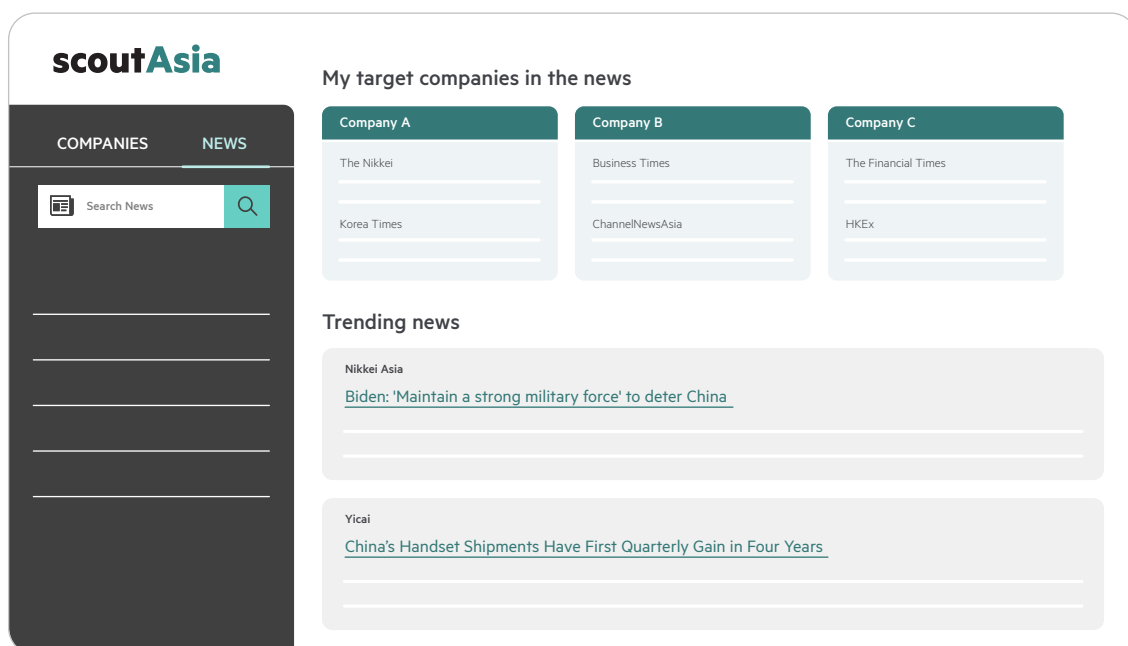 scoutAsia
COMPANIES
NEWS
Search News
My target companies in the news
Company A
The Nikkei
Korea Times
Company B
Business Times
ChannelNewsAsia
Company C
The Financial Times
HKEx
Trending news
Nikkei Asia
Biden: 'Maintain a strong military force' to deter China
Yicai
China’s Handset Shipments Have First Quarterly Gain in Four Years